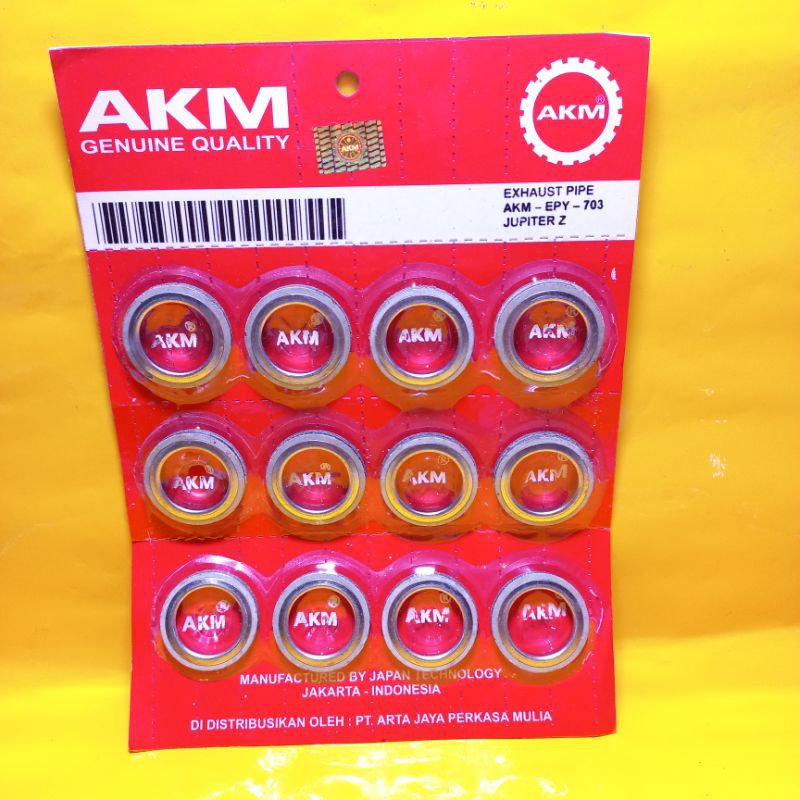 AKM
GENUINE QUALITY
AKM
AKM®
EXHAUST PIPE
AKM – EPY – 703
JUPITER Z
AKM®
AKM®
AKM®
AKM®
AKM
AKM®
AKM®
AKM®
AKM®
AKM®
AKM®
AKM®
MANUFACTURED BY JAPAN TECHNOLOGY
JAKARTA - INDONESIA
DI DISTRIBUSIKAN OLEH : PT. ARTA JAYA PERKASA MULIA